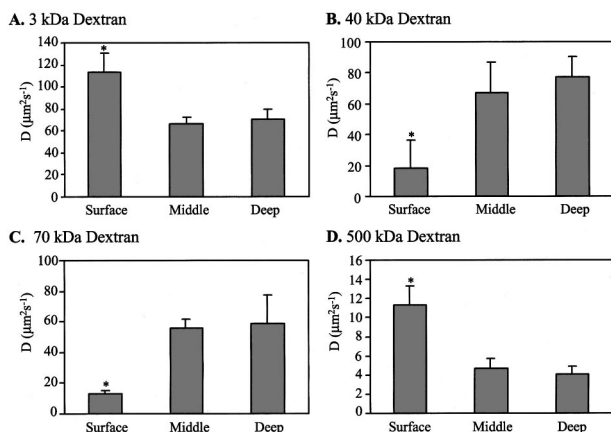 A. 3 kDa Dextran
140
120
100
80
60
40
20
0
D (µm²s⁻¹)
*
Surface Middle Deep
B. 40 kDa Dextran
100
80
60
40
20
0
D (µm²s⁻¹)
*
Surface Middle Deep
C. 70 kDa Dextran
100
80
60
40
20
0
D (µm²s⁻¹)
*
Surface Middle Deep
D. 500 kDa Dextran
16
14
12
10
8
6
4
2
0
D (µm²s⁻¹)
*
Surface Middle Deep